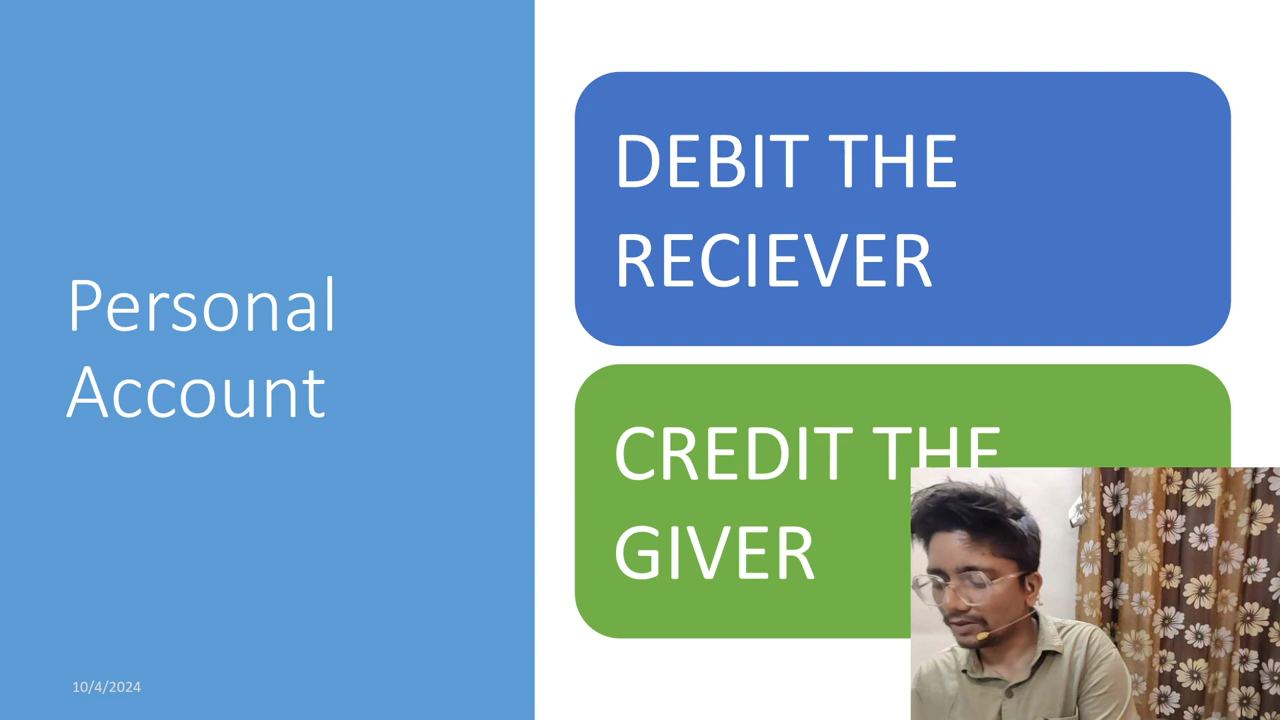 Personal
Account
DEBIT THE
RECIEVER
CREDIT THE
GIVER
10/4/2024